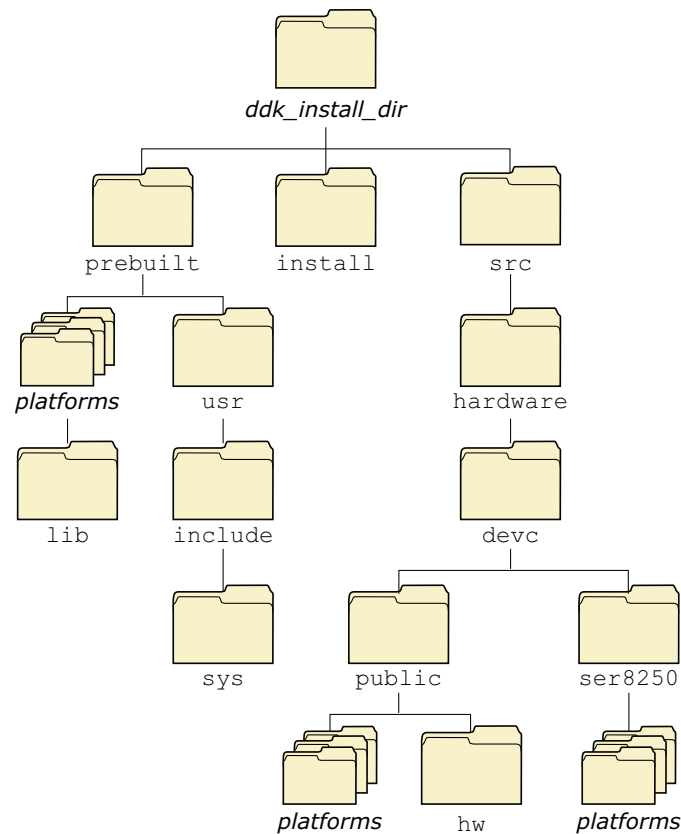 ddk_install_dir
prebuilt
install
src
platforms
usr
hardware
lib
include
devc
sys
public
ser8250
platforms
hw
platforms